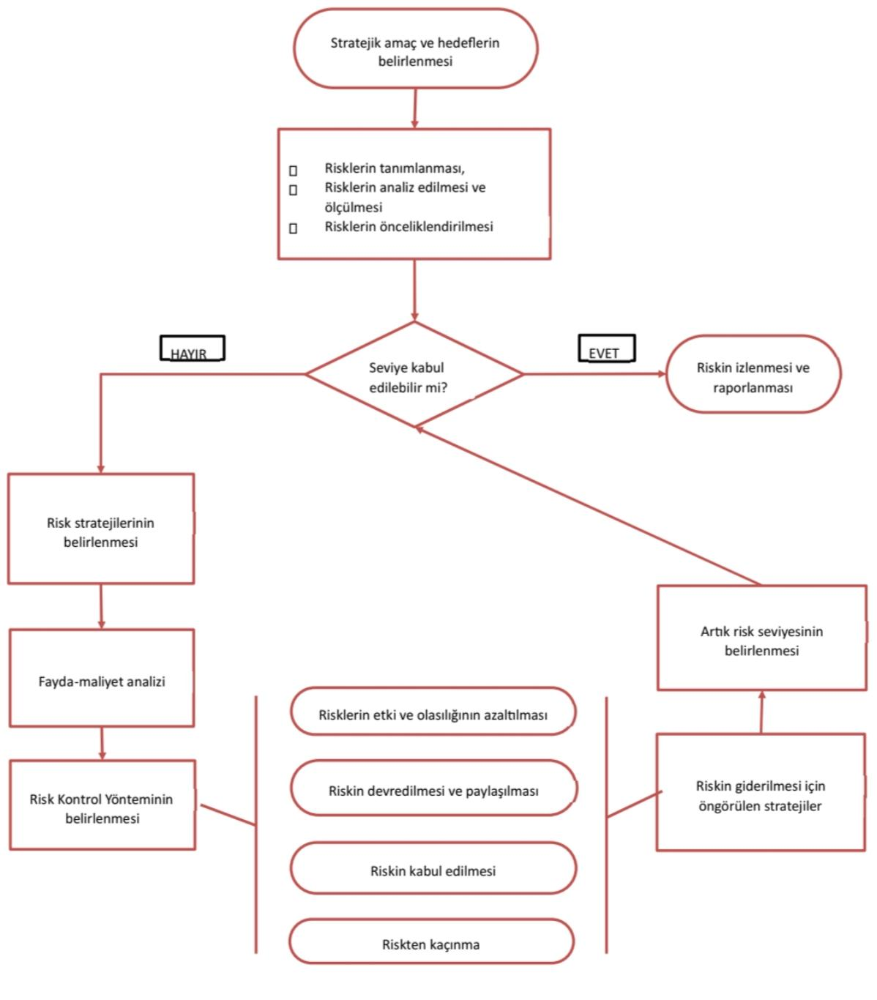 Stratejik amaç ve hedeflerin
belirlenmesi
Risklerin tanımlanması,
Risklerin analiz edilmesi ve
ölçülmesi
Risklerin önceliklendirilmesi
HAYIR
EVET
Seviye kabul
edilebilir mi?
Riskin izlenmesi ve
raporlanması
Risk stratejilerinin
belirlenmesi
Fayda-maliyet analizi
Risk Kontrol Yönteminin
belirlenmesi
Risklerin etki ve olasılığının azaltılması
Riskin devredilmesi ve paylaşılması
Riskin kabul edilmesi
Riskten kaçınma
Riskin giderilmesi için
öngörülen stratejiler
Artık risk seviyesinin
belirlenmesi